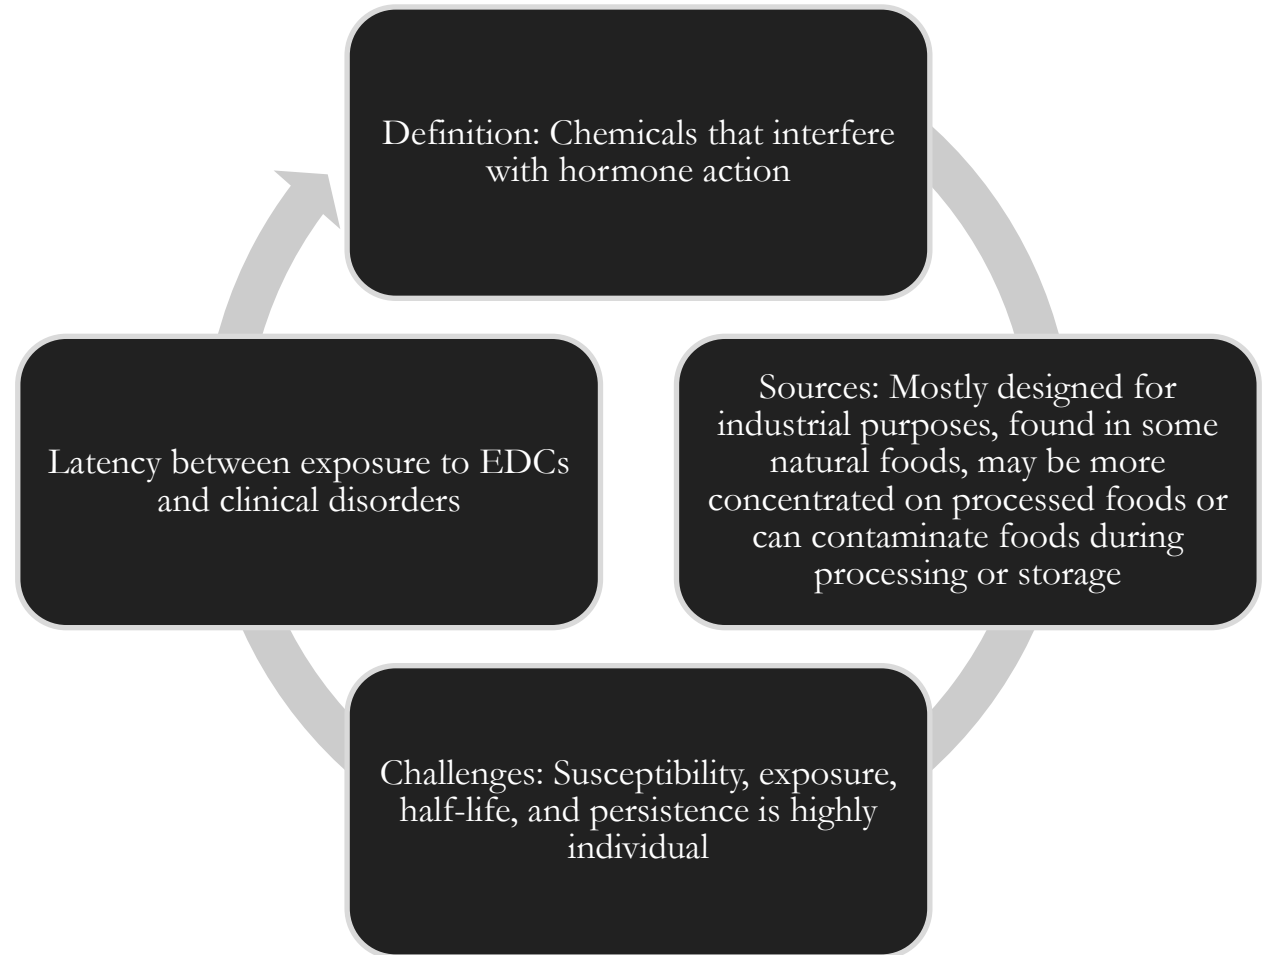 Definition: Chemicals that interfere
with hormone action
Sources: Mostly designed for
industrial purposes, found in some
natural foods, may be more
concentrated on processed foods or
can contaminate foods during
processing or storage
Challenges: Susceptibility, exposure,
half-life, and persistence is highly
individual
Latency between exposure to EDCs
and clinical disorders